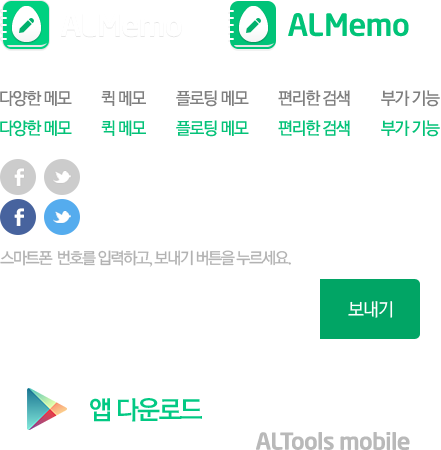 ALMemo ALMemo
다양한 메모 퀵 메모 플로팅 메모 편리한 검색 부가 기능
다양한 메모 퀵 메모 플로팅 메모 편리한 검색 부가 기능
스마트폰 번호를 입력하고, 보내기 버튼을 누르세요.
보내기
앱 다운로드
ALTools mobile